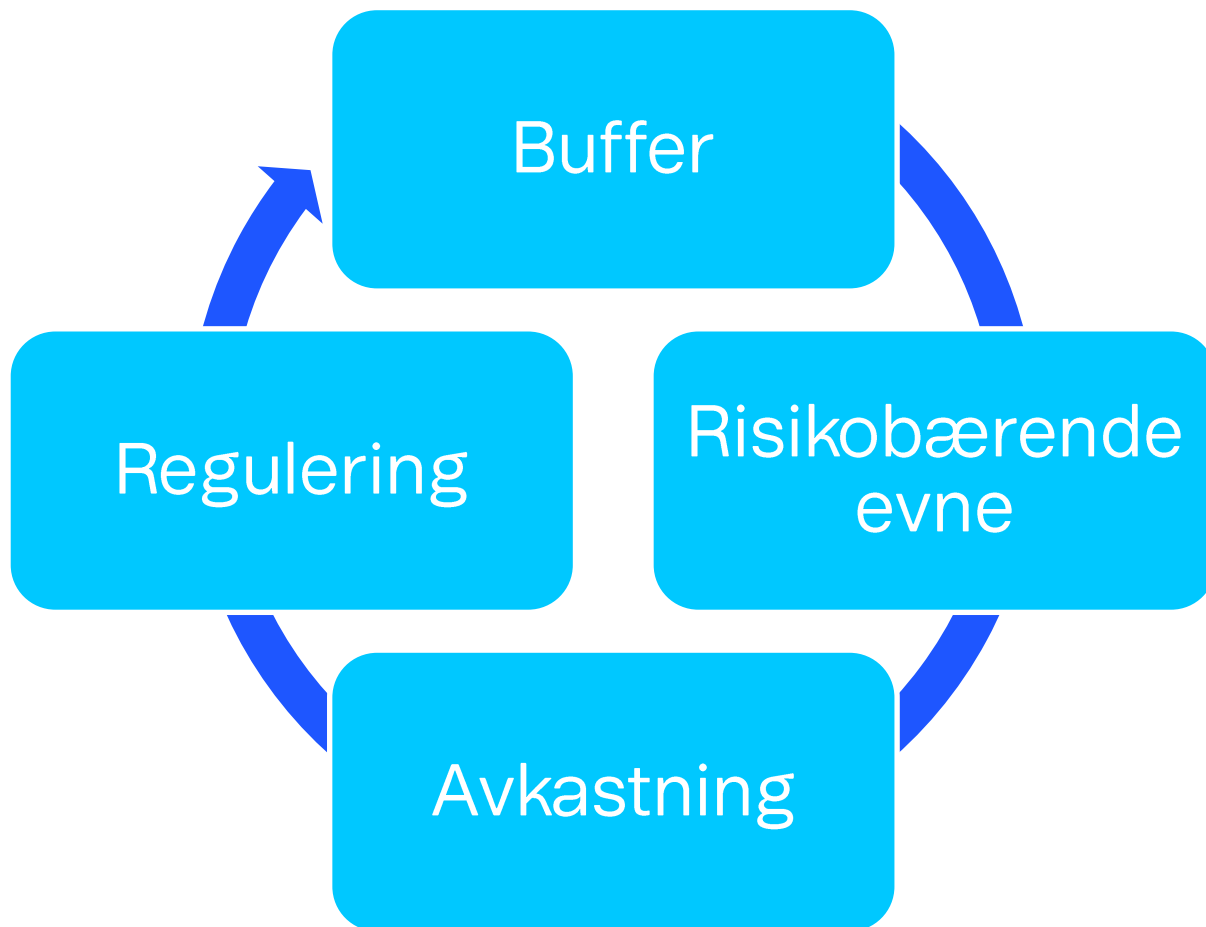 Buffer
Risikobærende
evne
Avkastning
Regulering